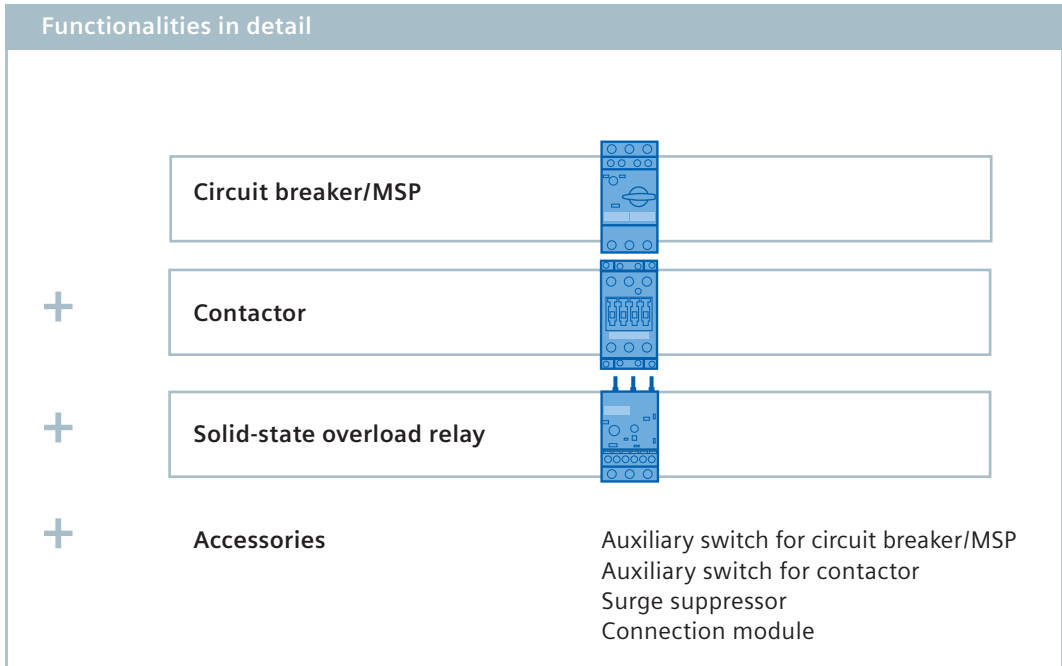 Functionalities in detail
Circuit breaker/MSP
+ Contactor
+ Solid-state overload relay
+ Accessories
Auxiliary switch for circuit breaker/MSP
Auxiliary switch for contactor
Surge suppressor
Connection module